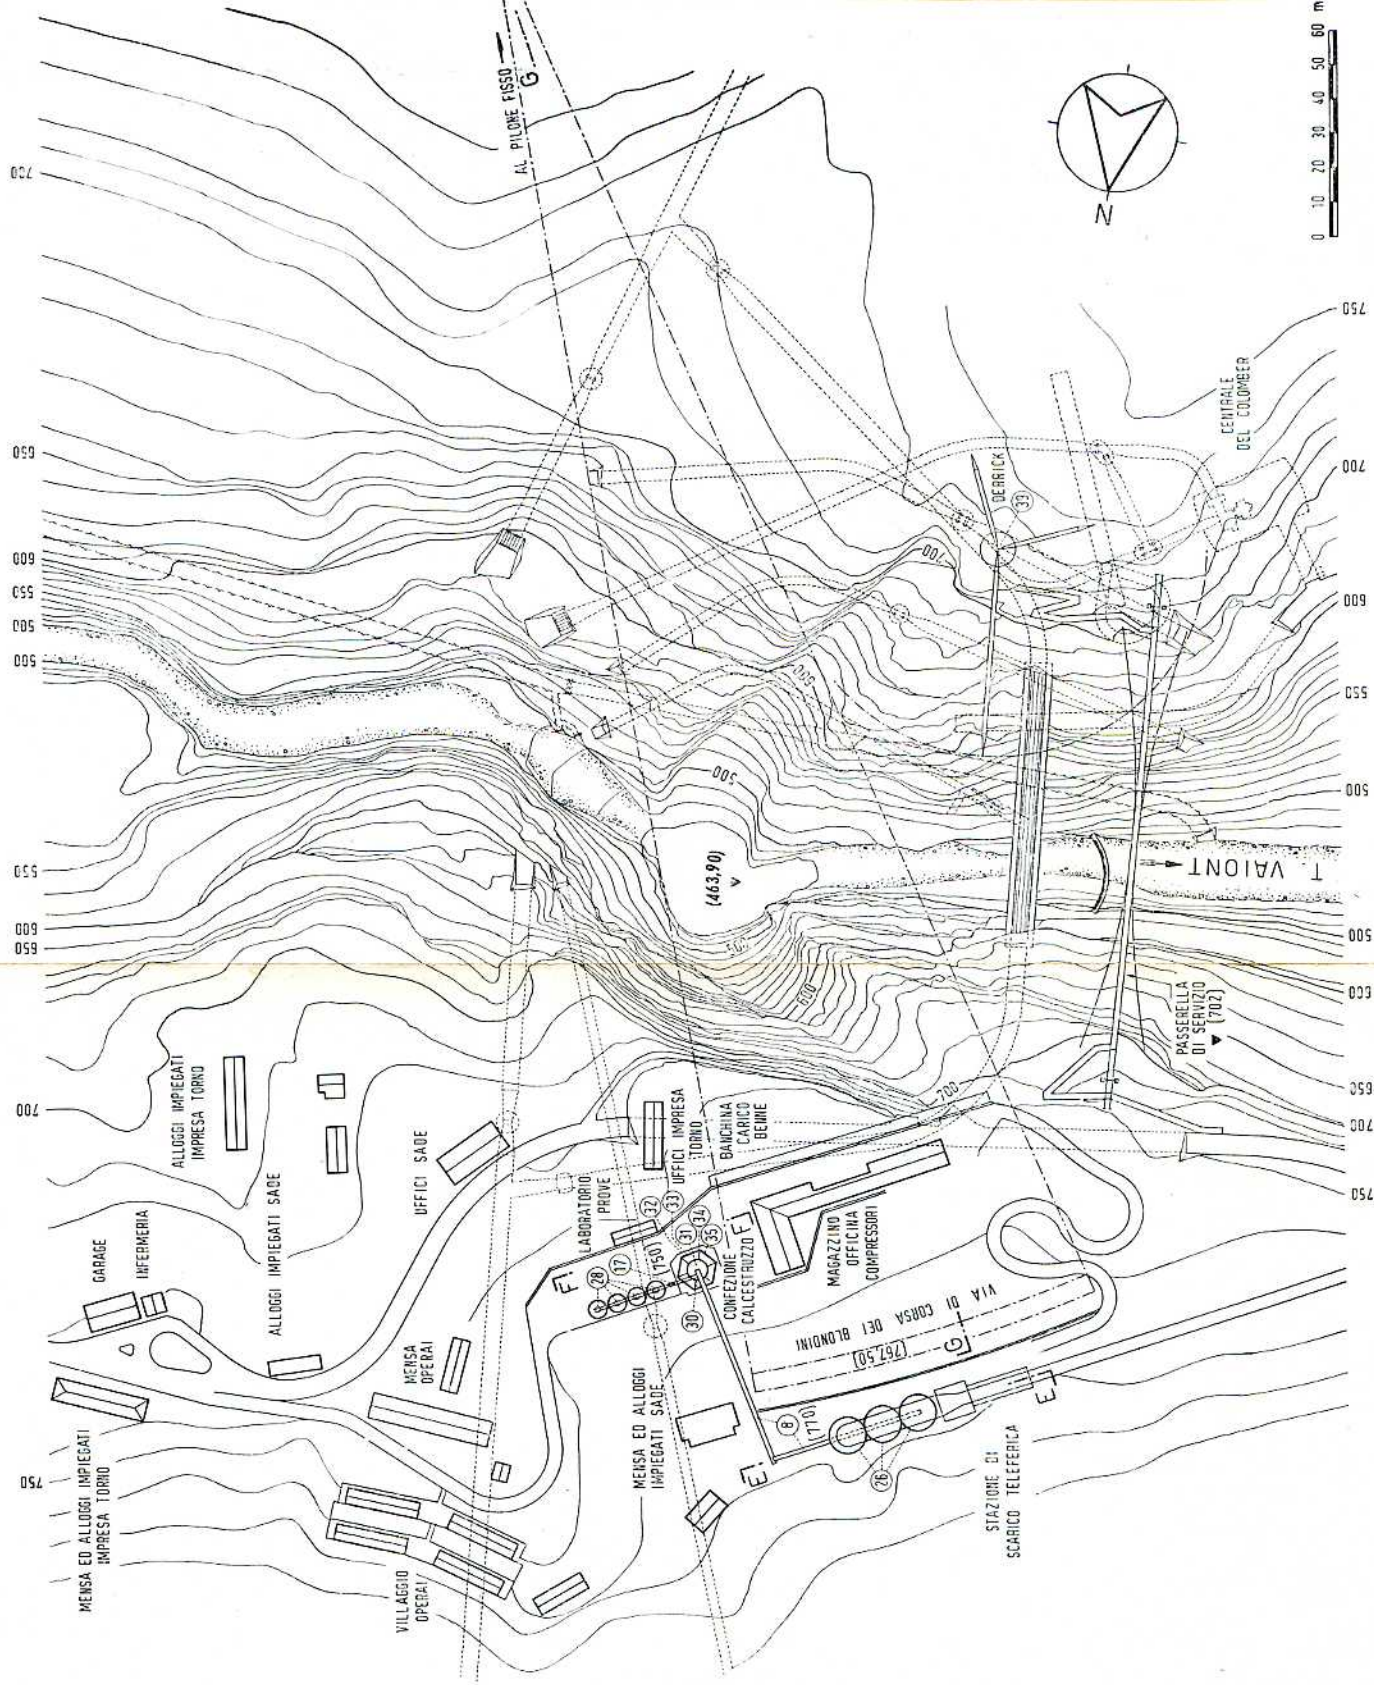 AL PILONE FISSO
G
N
0 10 20 30 40 50 60 m
700
650
600
550
500
500
550
600
650
700
750
750
700
600
550
500
500
600
650
700
750
700
500
500
600
700
DERRICK
39
CENTRALE
DEL COLOMBER
(463,90)
T. VAIONT
PASSERELLA
DI SERVIZIO
(702)
ALLOGGI IMPIEGATI
IMPRESA TORNO
ALLOGGI IMPIEGATI SADE
UFFICI SADE
GARAGE
INFERMERIA
MENSA ED ALLOGGI IMPIEGATI
IMPRESA TORNO
MENSA
OPERAI
VILLAGGIO
OPERAI
LABORATORIO
PROVE
UFFICI IMPRESA
TORNO
BANCHINA
CARICO
BENNE
32
33
31
34
35
17
28
30
(750)
F
F
CONFEZIONE
CALCESTRUZZO
MAGAZZINO
OFFICINA
COMPRESSORI
VIA DI CORSA DEI BLONDINI
(767,50)
G
MENSA ED ALLOGGI
IMPIEGATI SADE
8
(770)
E
E
26
STAZIONE DI
SCARICO TELEFERICA